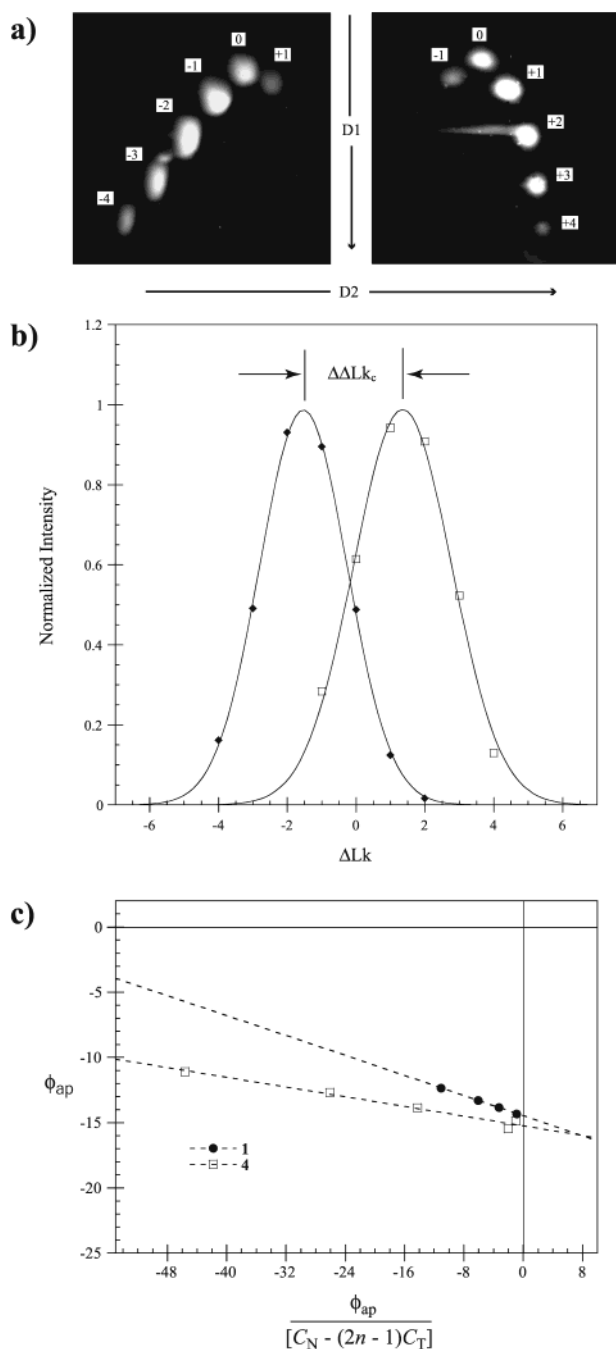 a)
0
-1
+1
-2
-3
-4
D1
0
-1
+1
+2
+3
+4
D2
b)
1.2
1
0.8
0.6
0.4
0.2
0
Normalized Intensity
ΔΔLkc
-6 -4 -2 0 2 4 6
ΔLk
c)
0
-5
-10
-15
-20
-25
ϕap
1
4
-48 -40 -32 -24 -16 -8 0
ϕap
[CN - (2n - 1)CT]